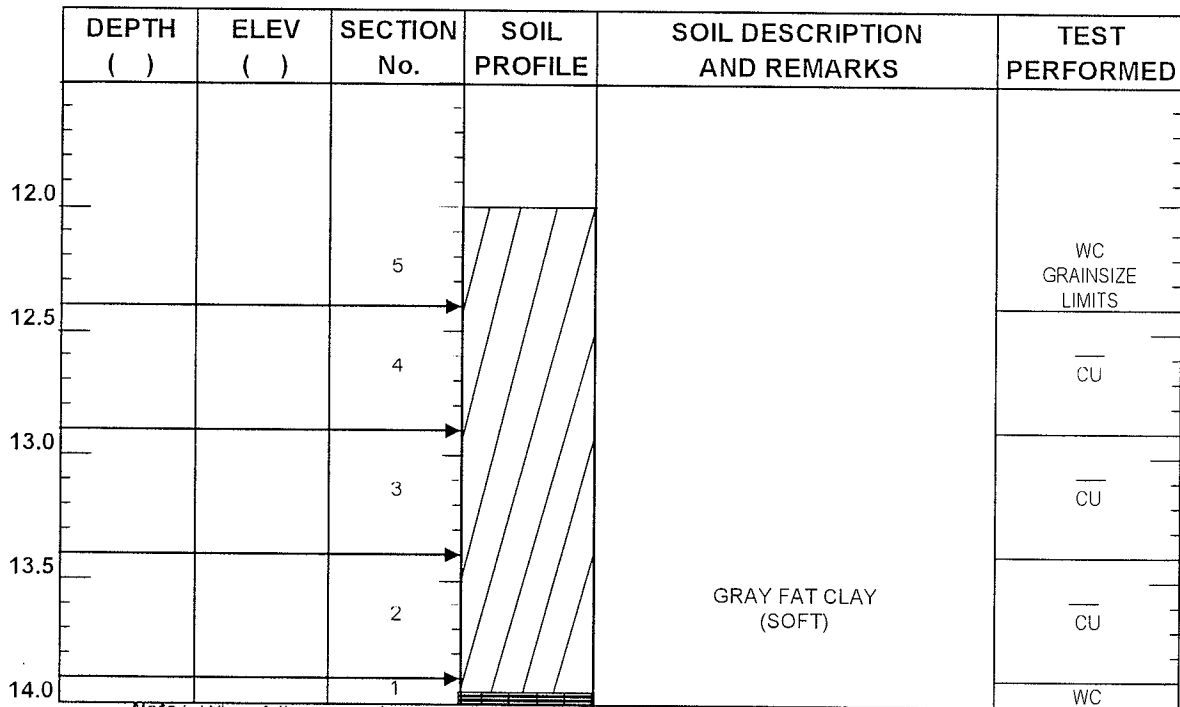 DEPTH
( )
ELEV
( )
SECTION
No.
SOIL
PROFILE
SOIL DESCRIPTION
AND REMARKS
TEST
PERFORMED
12.0
5
WC
GRAINSIZE
LIMITS
12.5
4
CU
13.0
3
CU
13.5
2
GRAY FAT CLAY
(SOFT)
CU
14.0
1
WC